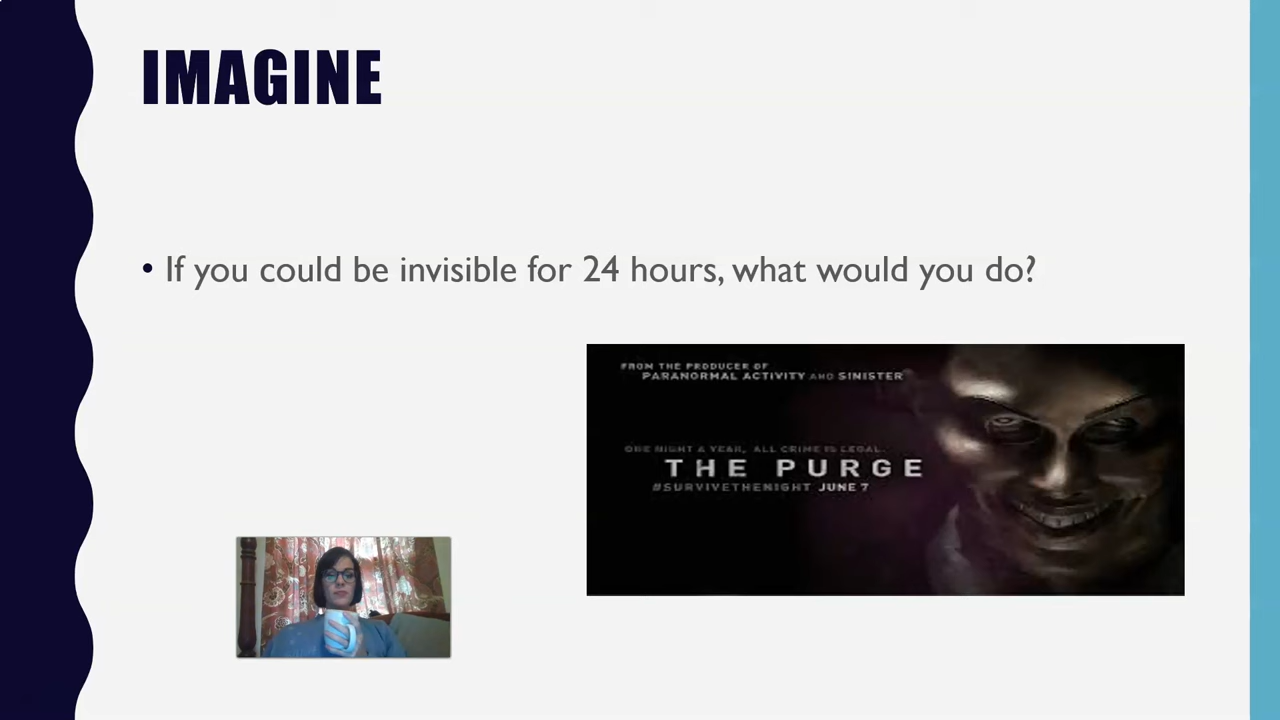 IMAGINE
• If you could be invisible for 24 hours, what would you do?
FROM THE PRODUCER OF
PARANORMAL ACTIVITY AND SINISTER
ONE NIGHT A YEAR, ALL CRIME IS LEGAL.
THE PURGE
#SURVIVETHENIGHT JUNE 7